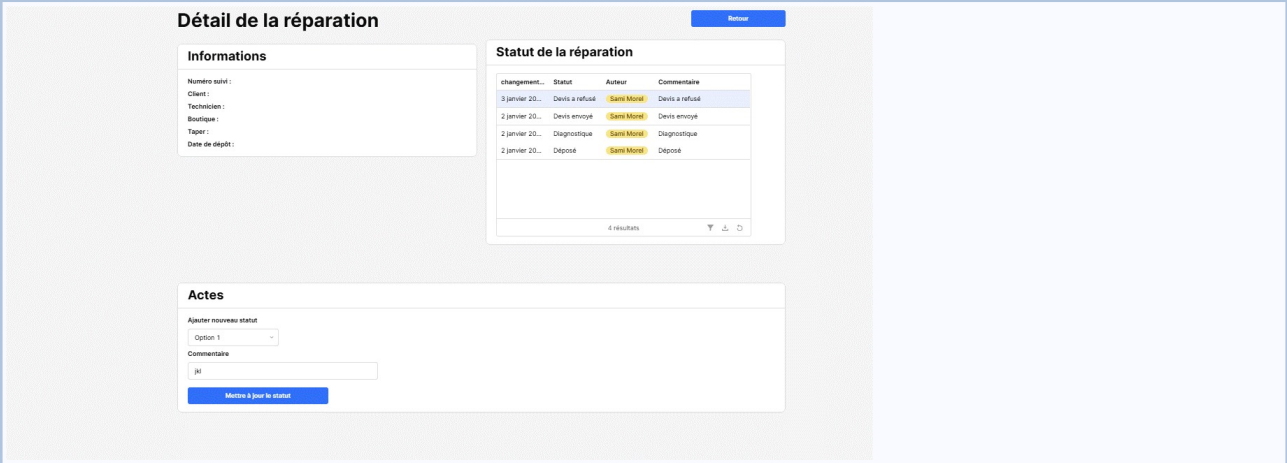 Détail de la réparation
Retour
Informations
Numéro suivi :
Client :
Technicien :
Boutique :
Taper :
Date de dépôt :
Statut de la réparation
changement... Statut Auteur Commentaire
3 janvier 20... Devis a refusé Sami Morel Devis a refusé
2 janvier 20... Devis envoyé Sami Morel Devis envoyé
2 janvier 20... Diagnostique Sami Morel Diagnostique
2 janvier 20... Déposé Sami Morel Déposé
4 résultats
Actes
Ajauter nouveau statut
Option 1
Commentaire
jkl
Mettre à jour le statut